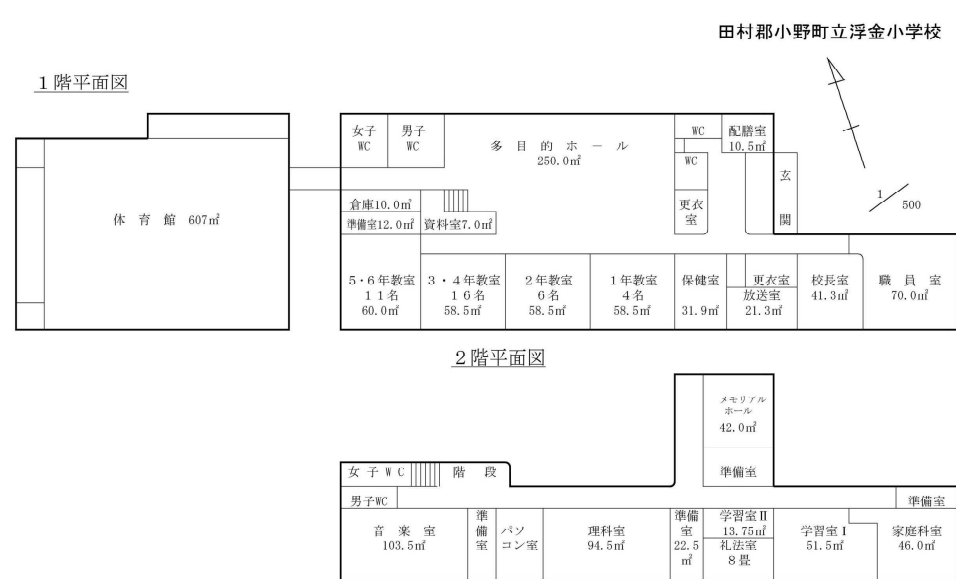 田村郡小野町立浮金小学校
1階平面図
女子
WC
男子
WC
多目的ホール
250.0㎡
WC
WC
配膳室
10.5㎡
玄関
更衣
室
1/500
体育館 607㎡
倉庫10.0㎡
準備室12.0㎡
資料室7.0㎡
5・6年教室
11名
60.0㎡
3・4年教室
16名
58.5㎡
2年教室
6名
58.5㎡
1年教室
4名
58.5㎡
保健室
31.9㎡
更衣室
放送室
21.3㎡
校長室
41.3㎡
職員室
70.0㎡
2階平面図
メモリアル
ホール
42.0㎡
準備室
女子WC
階段
男子WC
準備室
音楽室
103.5㎡
準
備
室
パソ
コン室
理科室
94.5㎡
準備
室
22.5
㎡
学習室Ⅱ
13.75㎡
礼法室
8畳
学習室Ⅰ
51.5㎡
家庭科室
46.0㎡